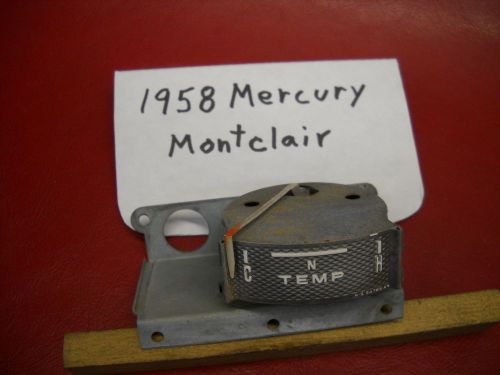 1958 Mercury
Montclair
N
C TEMP H